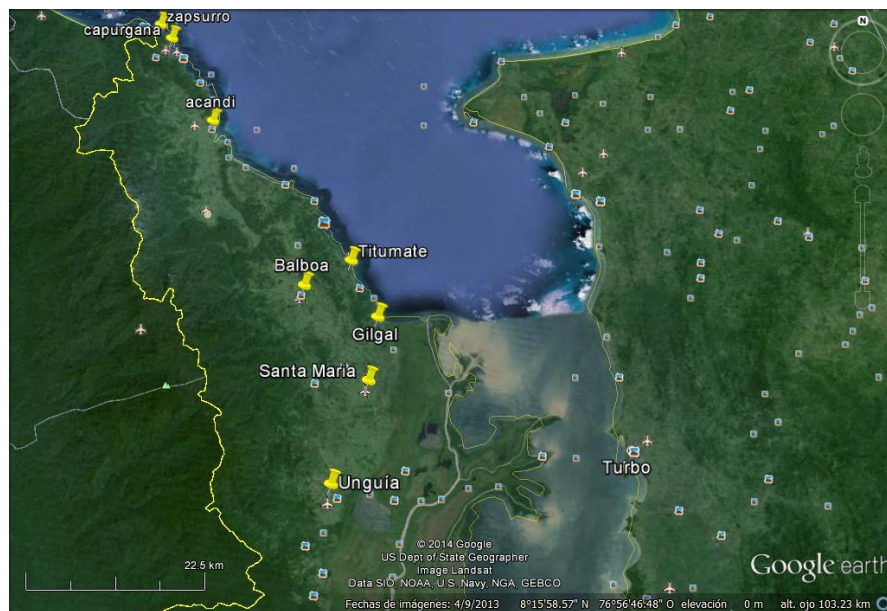 zapsurro
capurgana
N
acandi
Titumate
Balboa
Gilgal
Santa Maria
Turbo
Unguía
© 2014 Google
US Dept of State Geographer
Image Landsat
Data SIO, NOAA, U.S. Navy, NGA, GEBCO
22.5 km
Google earth
Fechas de imágenes: 4/9/2013 8°15'58.57" N 76°56'46.48" O elevación 0 m alt. ojo 103.23 km